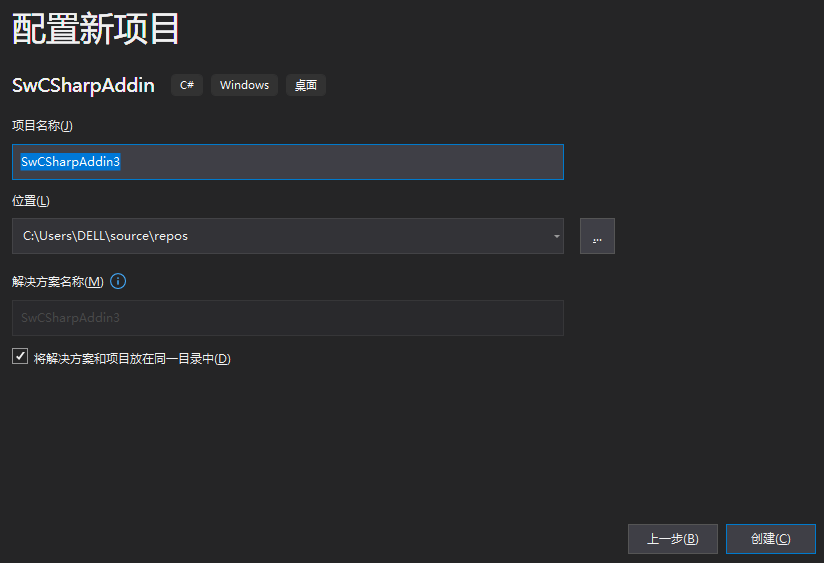 配置新项目
SwCSharpAddin C# Windows 桌面
项目名称(J)
SwCSharpAddin3
位置(L)
C:\Users\DELL\source\repos ...
解决方案名称(M)
SwCSharpAddin3
将解决方案和项目放在同一目录中(D)
上一步(B) 创建(C)